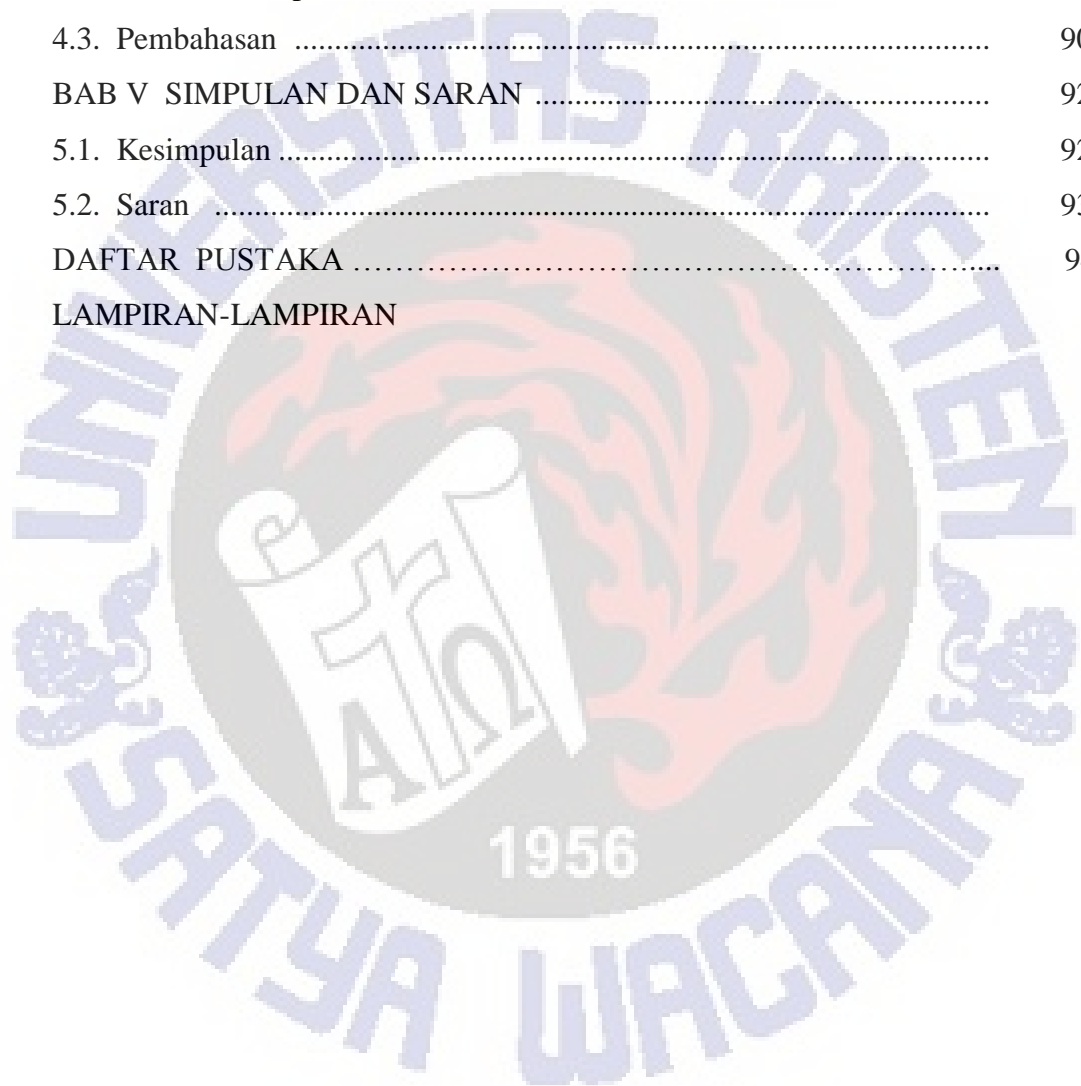 4.3. Pembahasan ........................................................................................ 90
BAB V SIMPULAN DAN SARAN .......................................................... 92
5.1. Kesimpulan .......................................................................................... 92
5.2. Saran .................................................................................................. 93
DAFTAR PUSTAKA ……………………………………………….... 9
LAMPIRAN-LAMPIRAN
UNIVERSITAS KRISTEN
SATYA WACANA
Α Ω
1956